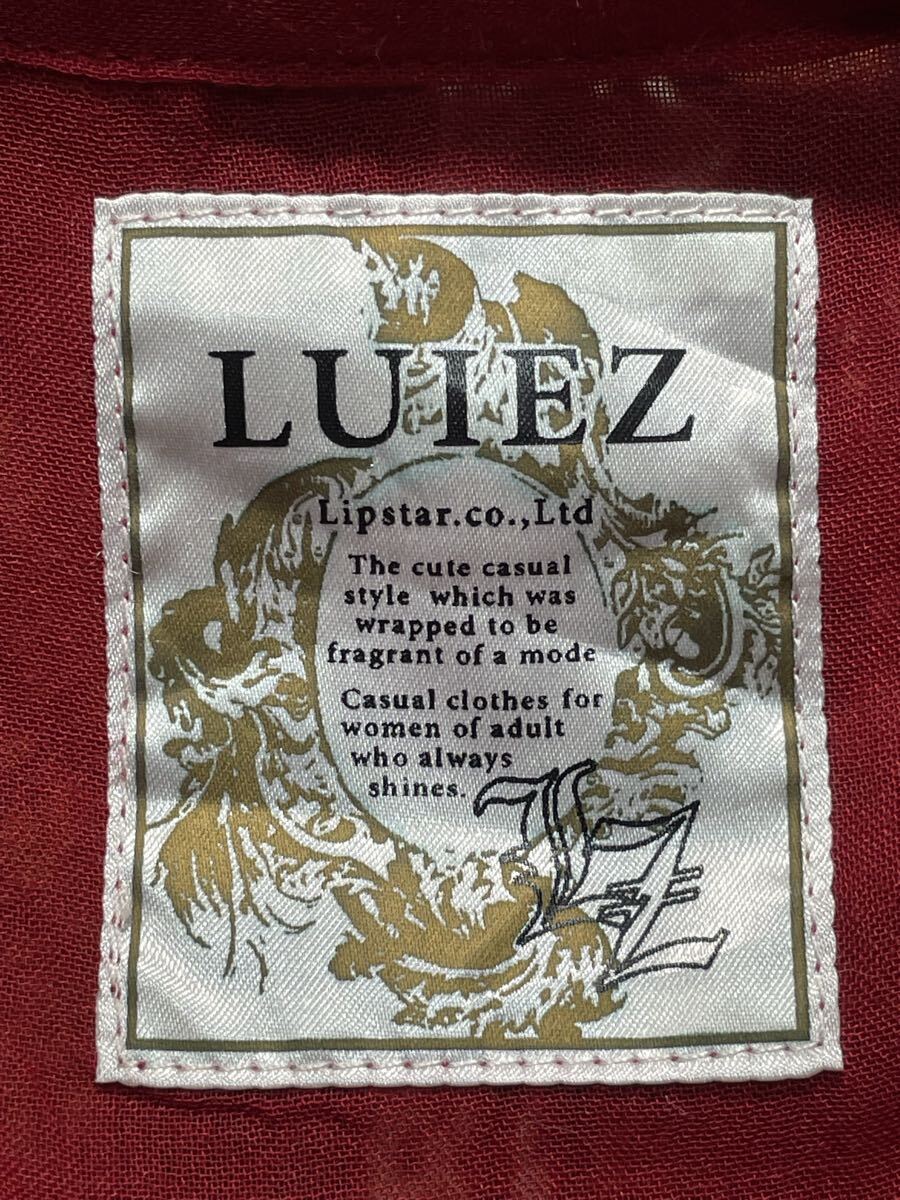 LUIEZ
Lipstar.co.,Ltd
The cute casual
style which was
wrapped to be
fragrant of a mode
Casual clothes for
women of adult
who always
shines.
LZ